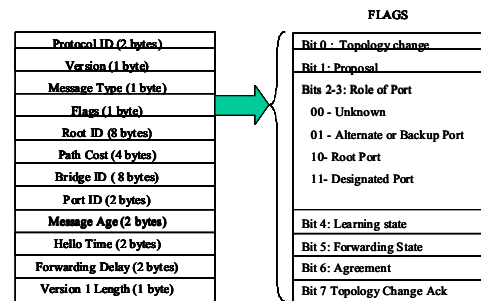 FLAGS
Protocol ID (2 bytes)
Version (1 byte)
Message Type (1 byte)
Flags (1 byte)
Root ID (8 bytes)
Path Cost (4 bytes)
Bridge ID ( 8 bytes)
Port ID (2 bytes)
Message Age (2 bytes)
Hello Time (2 bytes)
Forwarding Delay (2 bytes)
Version 1 Length (1 byte)
Bit 0 : Topology change
Bit 1: Proposal
Bits 2-3: Role of Port
00 - Unknown
01 - Alternate or Backup Port
10- Root Port
11- Designated Port
Bit 4: Learning state
Bit 5: Forwarding State
Bit 6: Agreement
Bit 7 Topology Change Ack